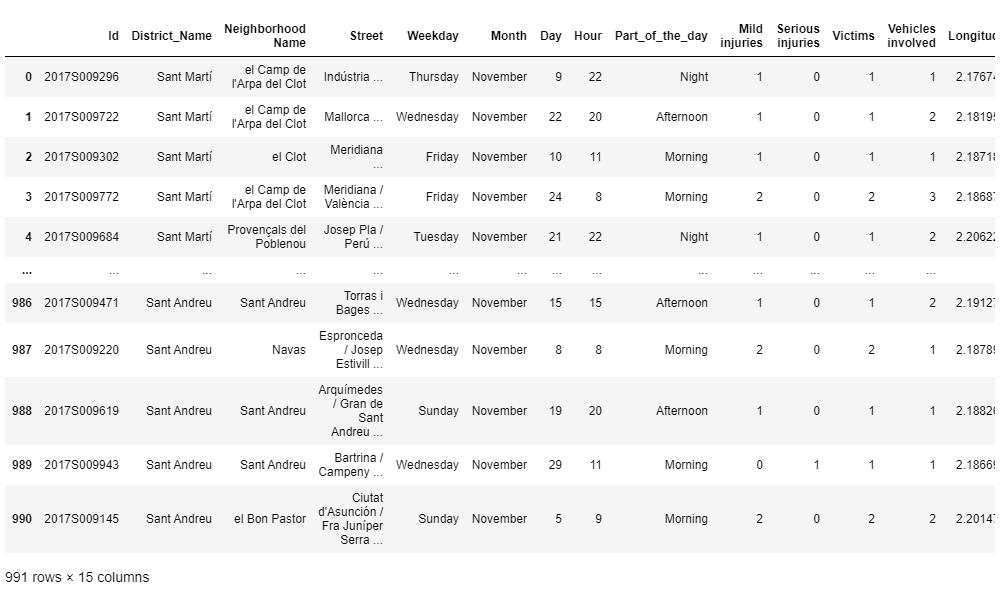 Id District_Name Neighborhood Name Street Weekday Month Day Hour Part_of_the_day Mild injuries Serious injuries Victims Vehicles involved
0 2017S009296 Sant Martí el Camp de l'Arpa del Clot Indústria ... Thursday November 9 22 Night 1 0 1 1 2.1767
1 2017S009722 Sant Martí el Camp de l'Arpa del Clot Mallorca ... Wednesday November 22 20 Afternoon 1 0 1 2 2.1819
2 2017S009302 Sant Martí el Clot Meridiana ... Friday November 10 11 Morning 1 0 1 1 2.1871
3 2017S009772 Sant Martí el Camp de l'Arpa del Clot Meridiana / València ... Friday November 24 8 Morning 2 0 2 3 2.1868
4 2017S009684 Sant Martí Provençals del Poblenou Josep Pla / Perú ... Tuesday November 21 22 Night 1 0 1 2 2.2062
... ... ... ... ... ... ... ... ... ... ... ... ... ...
986 2017S009471 Sant Andreu Sant Andreu Torras i Bages ... Wednesday November 15 15 Afternoon 1 0 1 2 2.1912
987 2017S009220 Sant Andreu Navas Espronceda / Josep Estivill ... Wednesday November 8 8 Morning 2 0 2 1 2.1878
988 2017S009619 Sant Andreu Sant Andreu Arquímedes / Gran de Sant Andreu ... Sunday November 19 20 Afternoon 1 0 1 1 2.1882
989 2017S009943 Sant Andreu Sant Andreu Bartrina / Campeny ... Wednesday November 29 11 Morning 0 1 1 1 2.1866
990 2017S009145 Sant Andreu el Bon Pastor Ciutat d'Asunción / Fra Juníper Serra ... Sunday November 5 9 Morning 2 0 2 2 2.2014
991 rows × 15 columns